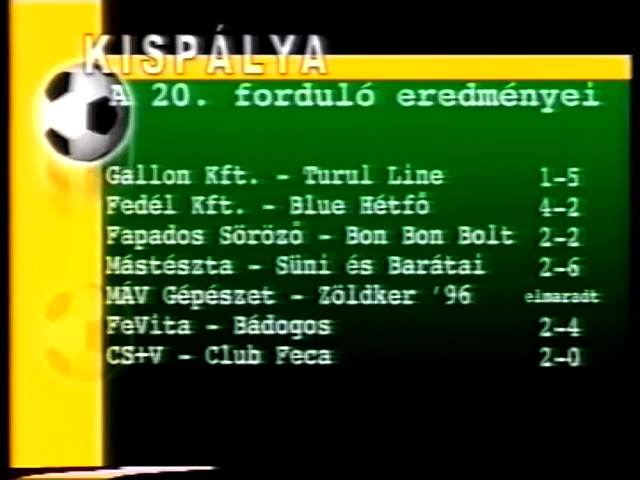 KISPÁLYA
A 20. forduló eredményei
Gallon Kft. - Turul Line 1-5
Fedél Kft. - Blue Hétfő 4-2
Fapados Söröző - Bon Bon Bolt 2-2
Mástészta - Süni és Barátai 2-6
MÁV Gépészet - Zöldker '96 elmaradt
FeVita - Bádogos 2-4
CS+V - Club Feca 2-0